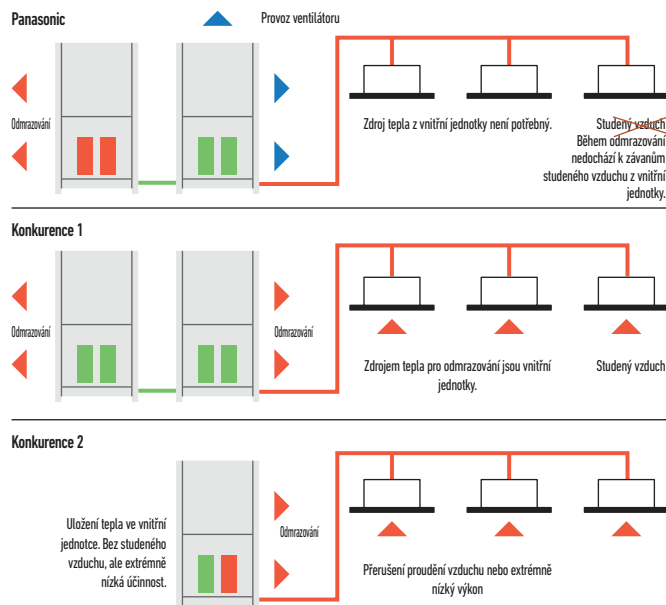 Panasonic
Provoz ventilátoru
Odmrazování
Zdroj tepla z vnitřní jednotky není potřebný.
Studený vzduch
Během odmrazování
nedochází k závanům
studeného vzduchu z vnitřní
jednotky.
Konkurence 1
Odmrazování
Odmrazování
Zdrojem tepla pro odmrazování jsou vnitřní
jednotky.
Studený vzduch
Konkurence 2
Uložení tepla ve vnitřní
jednotce. Bez studeného
vzduchu, ale extrémně
nízká účinnost.
Odmrazování
Přerušení proudění vzduchu nebo extrémně
nízký výkon